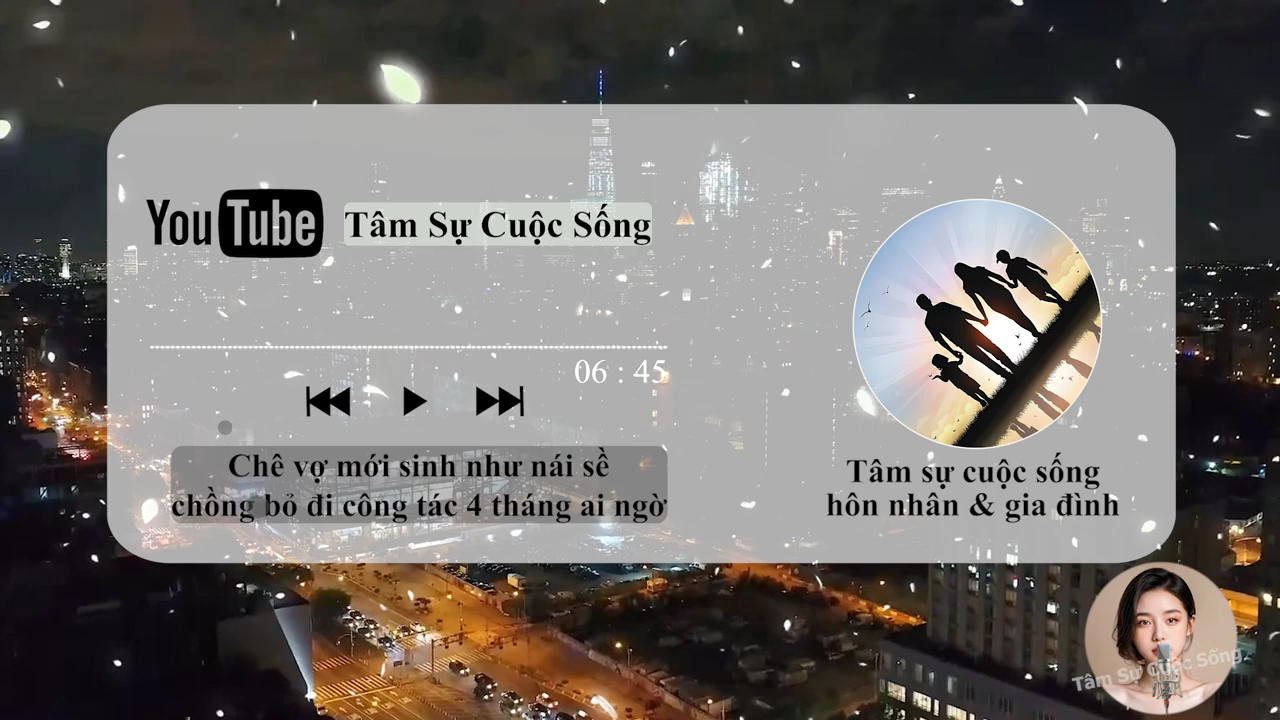 YouTube
Tâm Sự Cuộc Sống
06 : 45
Chê vợ mới sinh như nái sề
chồng bỏ đi công tác 4 tháng ai ngờ
Tâm sự cuộc sống
hôn nhân & gia đình
Tâm Sự Cuộc Sống